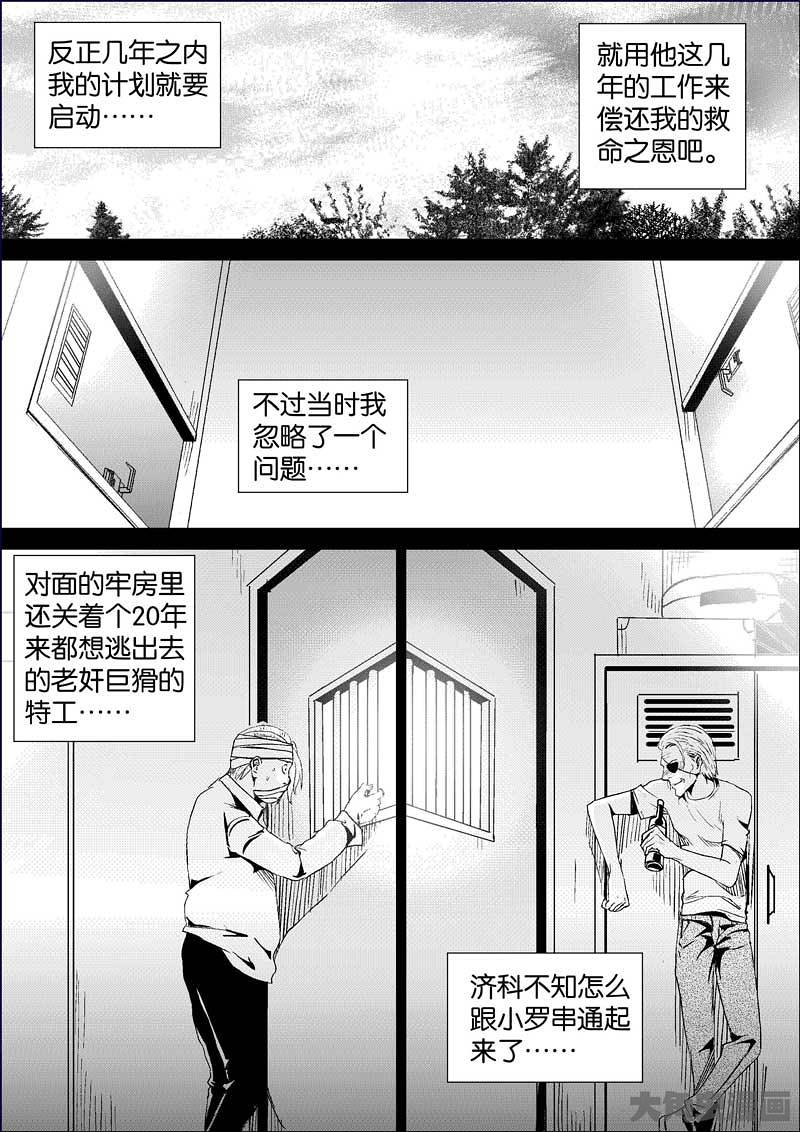 反正几年之内
我的计划就要
启动……
就用他这几
年的工作来
偿还我的救
命之恩吧。
不过当时我
忽略了一个
问题……
对面的牢房里
还关着个20年
来都想逃出去
的老奸巨猾的
特工……
济科不知怎么
跟小罗串通起
来了……